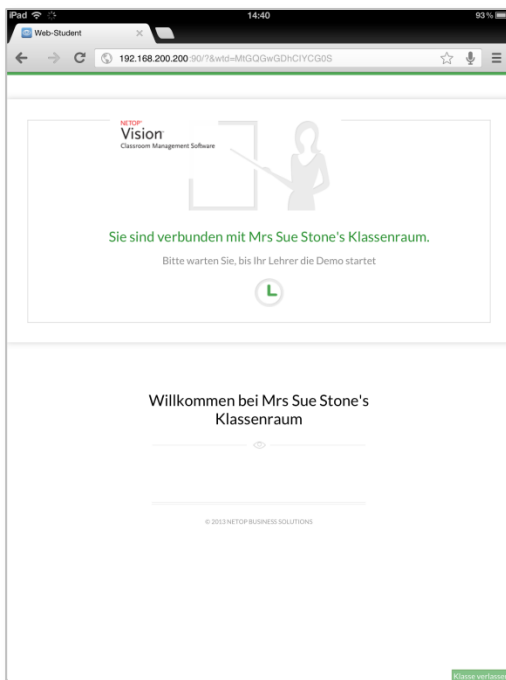 iPad 14:40 93%
Web-Student
192.168.200.200:90/?&wtd=MtGQGwGDhCIYCG0S
NETOP
Vision
Classroom Management Software
Sie sind verbunden mit Mrs Sue Stone's Klassenraum.
Bitte warten Sie, bis Ihr Lehrer die Demo startet
Willkommen bei Mrs Sue Stone's
Klassenraum
© 2013 NETOP BUSINESS SOLUTIONS
Klasse verlassen